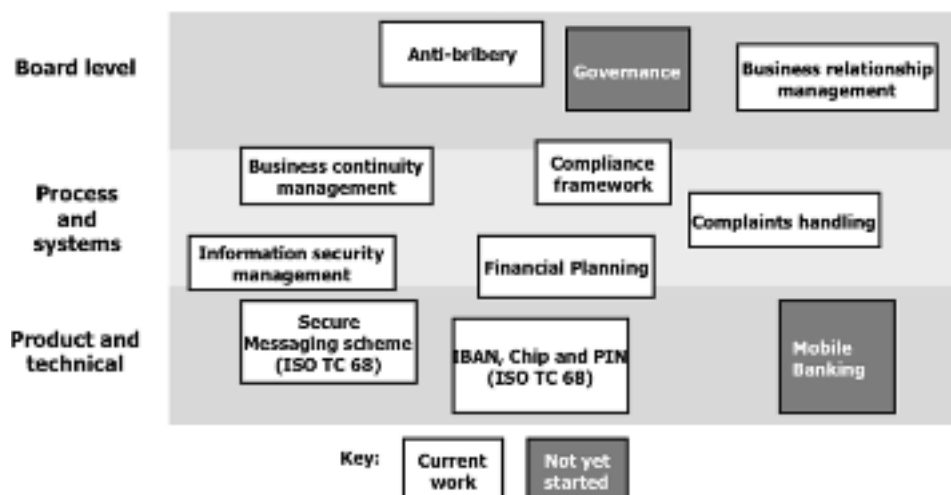 Board level
Anti-bribery
Governance
Business relationship
management
Process
and
systems
Business continuity
management
Compliance
framework
Complaints handling
Information security
management
Financial Planning
Product and
technical
Secure
Messaging scheme
(ISO TC 68)
IBAN, Chip and PIN
(ISO TC 68)
Mobile
Banking
Key:
Current
work
Not yet
started